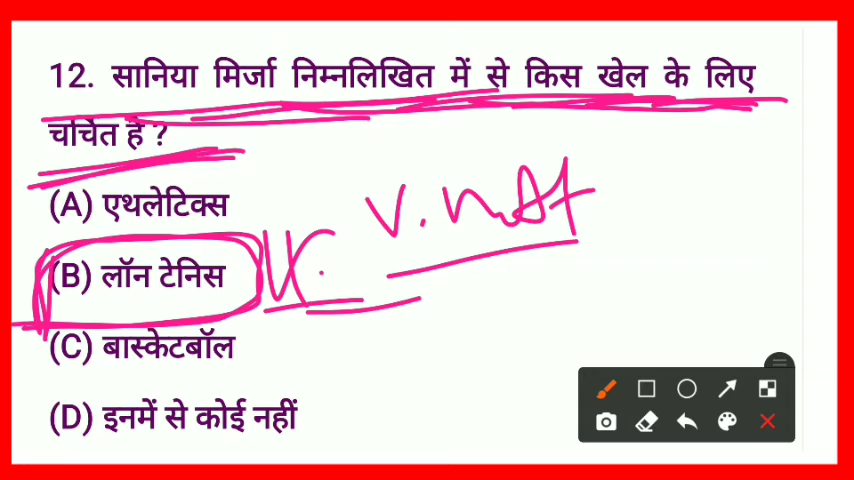 12. सानिया मिर्जा निम्नलिखित में से किस खेल के लिए
चर्चित हैं ?
(A) एथलेटिक्स
(B) लॉन टेनिस
(C) बास्केटबॉल
(D) इनमें से कोई नहीं